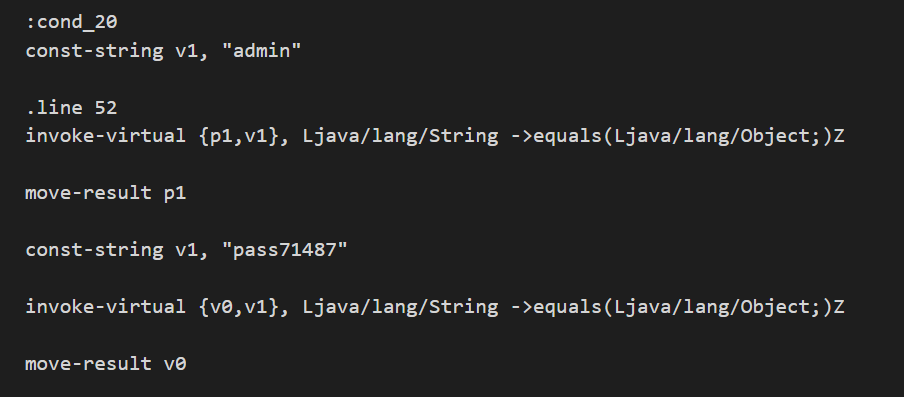 :cond_20
const-string v1, "admin"
.line 52
invoke-virtual {p1,v1}, Ljava/lang/String ->equals(Ljava/lang/Object;)Z
move-result p1
const-string v1, "pass71487"
invoke-virtual {v0,v1}, Ljava/lang/String ->equals(Ljava/lang/Object;)Z
move-result v0